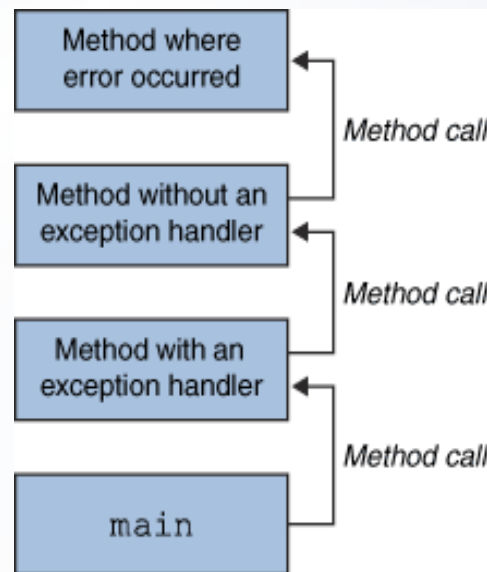 Method where
error occurred
Method call
Method without an
exception handler
Method call
Method with an
exception handler
Method call
main